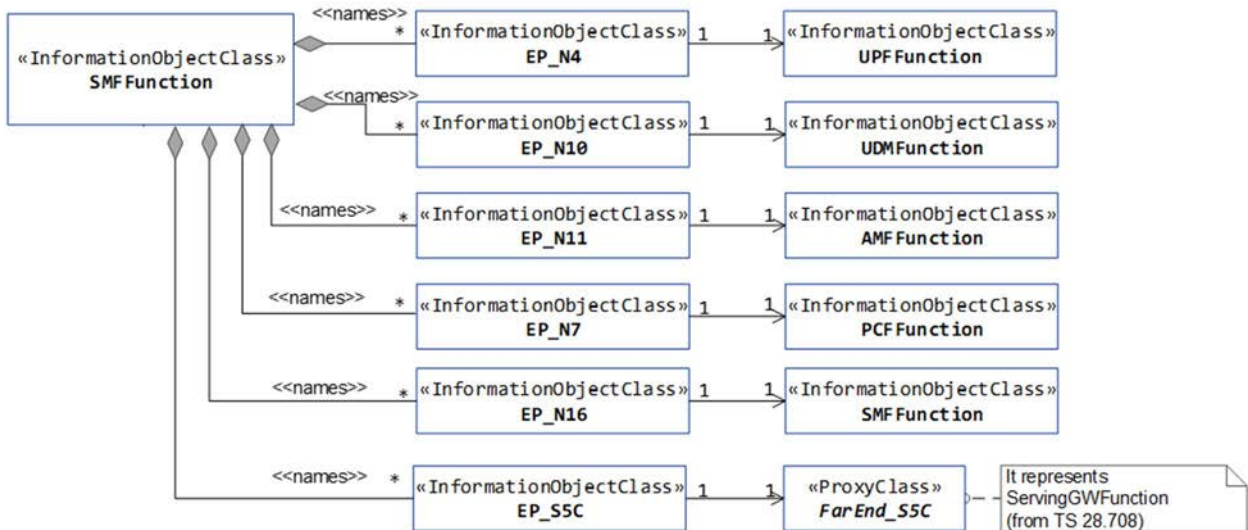 «InformationObjectClass»
SMFFunction
<<names>>
*
«InformationObjectClass»
EP_N4
1
1
«InformationObjectClass»
UPFFunction
<<names>>
*
«InformationObjectClass»
EP_N10
1
1
«InformationObjectClass»
UDMFunction
<<names>>
*
«InformationObjectClass»
EP_N11
1
1
«InformationObjectClass»
AMFFunction
<<names>>
*
«InformationObjectClass»
EP_N7
1
1
«InformationObjectClass»
PCFFunction
<<names>>
*
«InformationObjectClass»
EP_N16
1
1
«InformationObjectClass»
SMFFunction
<<names>>
*
«InformationObjectClass»
EP_S5C
1
1
«ProxyClass»
FarEnd_S5C
It represents
ServingGWFunction
(from TS 28.708)